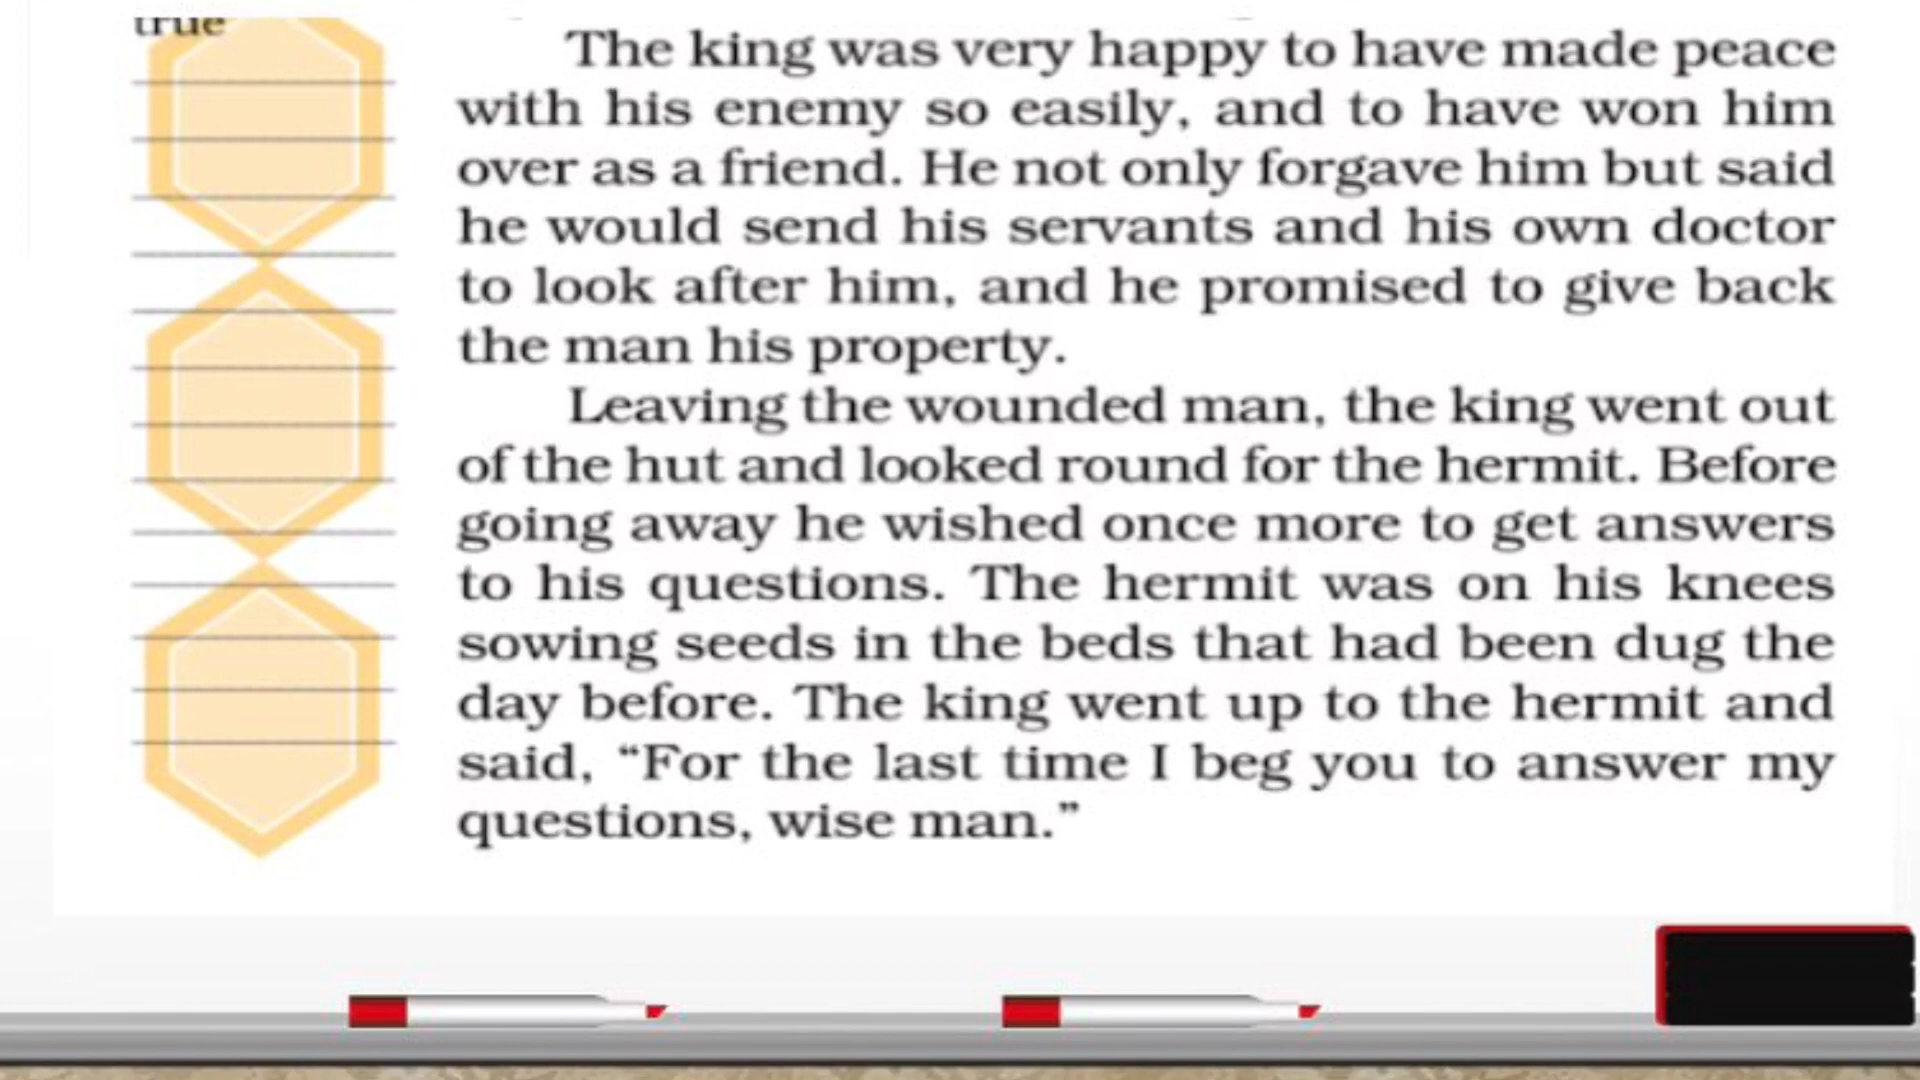 true
The king was very happy to have made peace
with his enemy so easily, and to have won him
over as a friend. He not only forgave him but said
he would send his servants and his own doctor
to look after him, and he promised to give back
the man his property.
Leaving the wounded man, the king went out
of the hut and looked round for the hermit. Before
going away he wished once more to get answers
to his questions. The hermit was on his knees
sowing seeds in the beds that had been dug the
day before. The king went up to the hermit and
said, “For the last time I beg you to answer my
questions, wise man.”